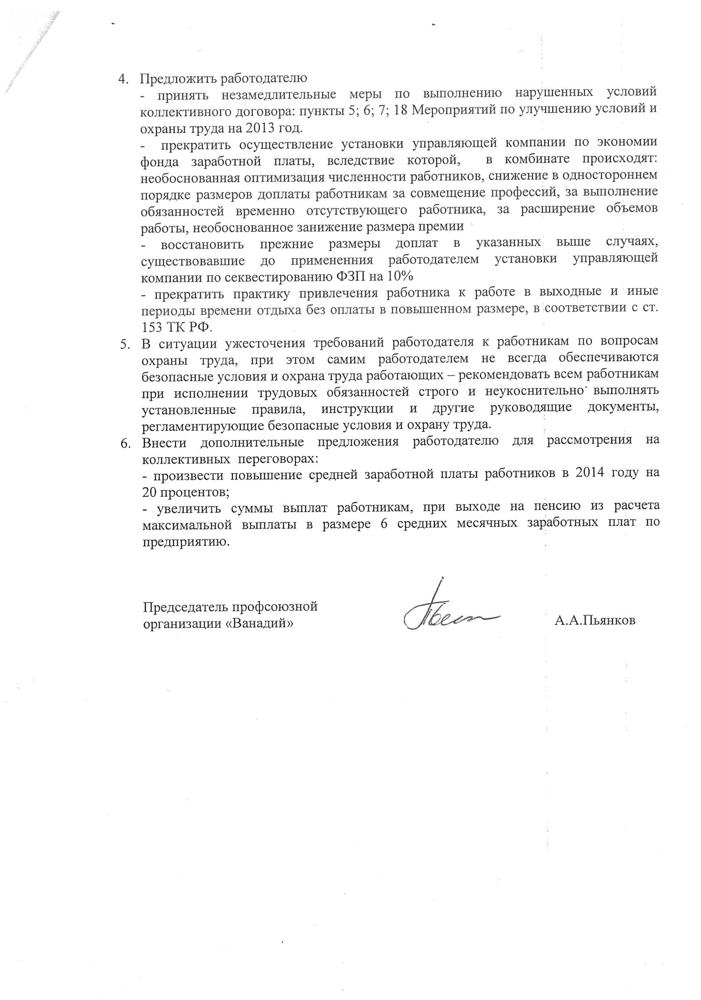 4. Предложить работодателю
- принять незамедлительные меры по выполнению нарушенных условий
коллективного договора: пункты 5; 6; 7; 18 Мероприятий по улучшению условий и
охраны труда на 2013 год.
- прекратить осуществление установки управляющей компании по экономии
фонда заработной платы, вследствие которой, в комбинате происходят:
необоснованная оптимизация численности работников, снижение в одностороннем
порядке размеров доплаты работникам за совмещение профессий, за выполнение
обязанностей временно отсутствующего работника, за расширение объемов
работы, необоснованное занижение размера премии
- восстановить прежние размеры доплат в указанных выше случаях,
существовавшие до примененния работодателем установки управляющей
компании по секвестированию ФЗП на 10%
- прекратить практику привлечения работника к работе в выходные и иные
периоды времени отдыха без оплаты в повышенном размере, в соответствии с ст.
153 ТК РФ.
5. В ситуации ужесточения требований работодателя к работникам по вопросам
охраны труда, при этом самим работодателем не всегда обеспечиваются
безопасные условия и охрана труда работающих – рекомендовать всем работникам
при исполнении трудовых обязанностей строго и неукоснительно выполнять
установленные правила, инструкции и другие руководящие документы,
регламентирующие безопасные условия и охрану труда.
6. Внести дополнительные предложения работодателю для рассмотрения на
коллективных переговорах:
- произвести повышение средней заработной платы работников в 2014 году на
20 процентов;
- увеличить суммы выплат работникам, при выходе на пенсию из расчета
максимальной выплаты в размере 6 средних месячных заработных плат по
предприятию.
Председатель профсоюзной
организации «Ванадий» А.А.Пьянков